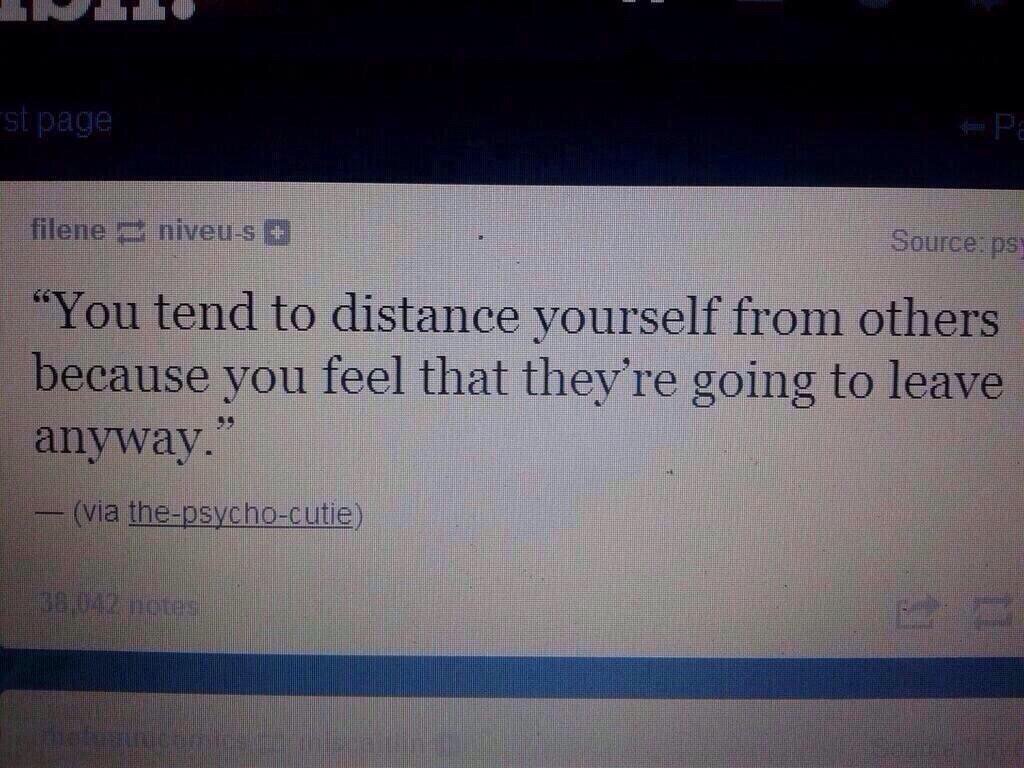 st page
filene niveu-s
Source:
“You tend to distance yourself from others
because you feel that they’re going to leave
anyway.”
— (via the-psycho-cutie)
38,042 notes